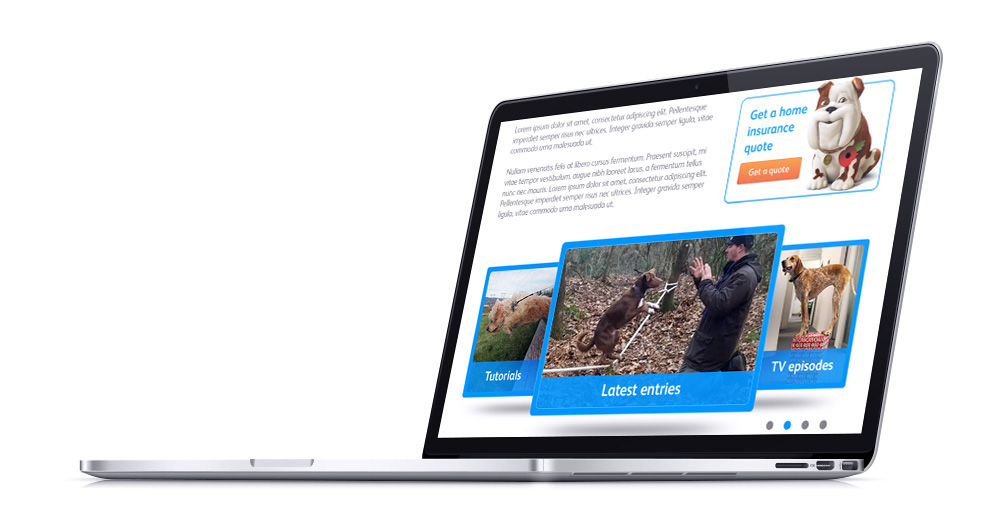 Lorem ipsum dolor sit amet, consectetur adipiscing elit. Pellentesque
imperdiet semper risus nec ultrices. Integer gravida semper ligula, vitae
commodo urna malesuada ut.
Nullam venenatis felis at libero cursus fermentum. Praesent suscipit, mi
vitae tempor vestibulum, augue nibh laoreet lacus, a fermentum tellus
nunc nec mauris. Lorem ipsum dolor sit amet, consectetur adipiscing elit.
Pellentesque imperdiet semper risus nec ultrices. Integer gravida semper
ligula, vitae commodo urna malesuada ut.
Get a home
insurance
quote
Get a quote
Tutorials
Latest entries
TV episodes